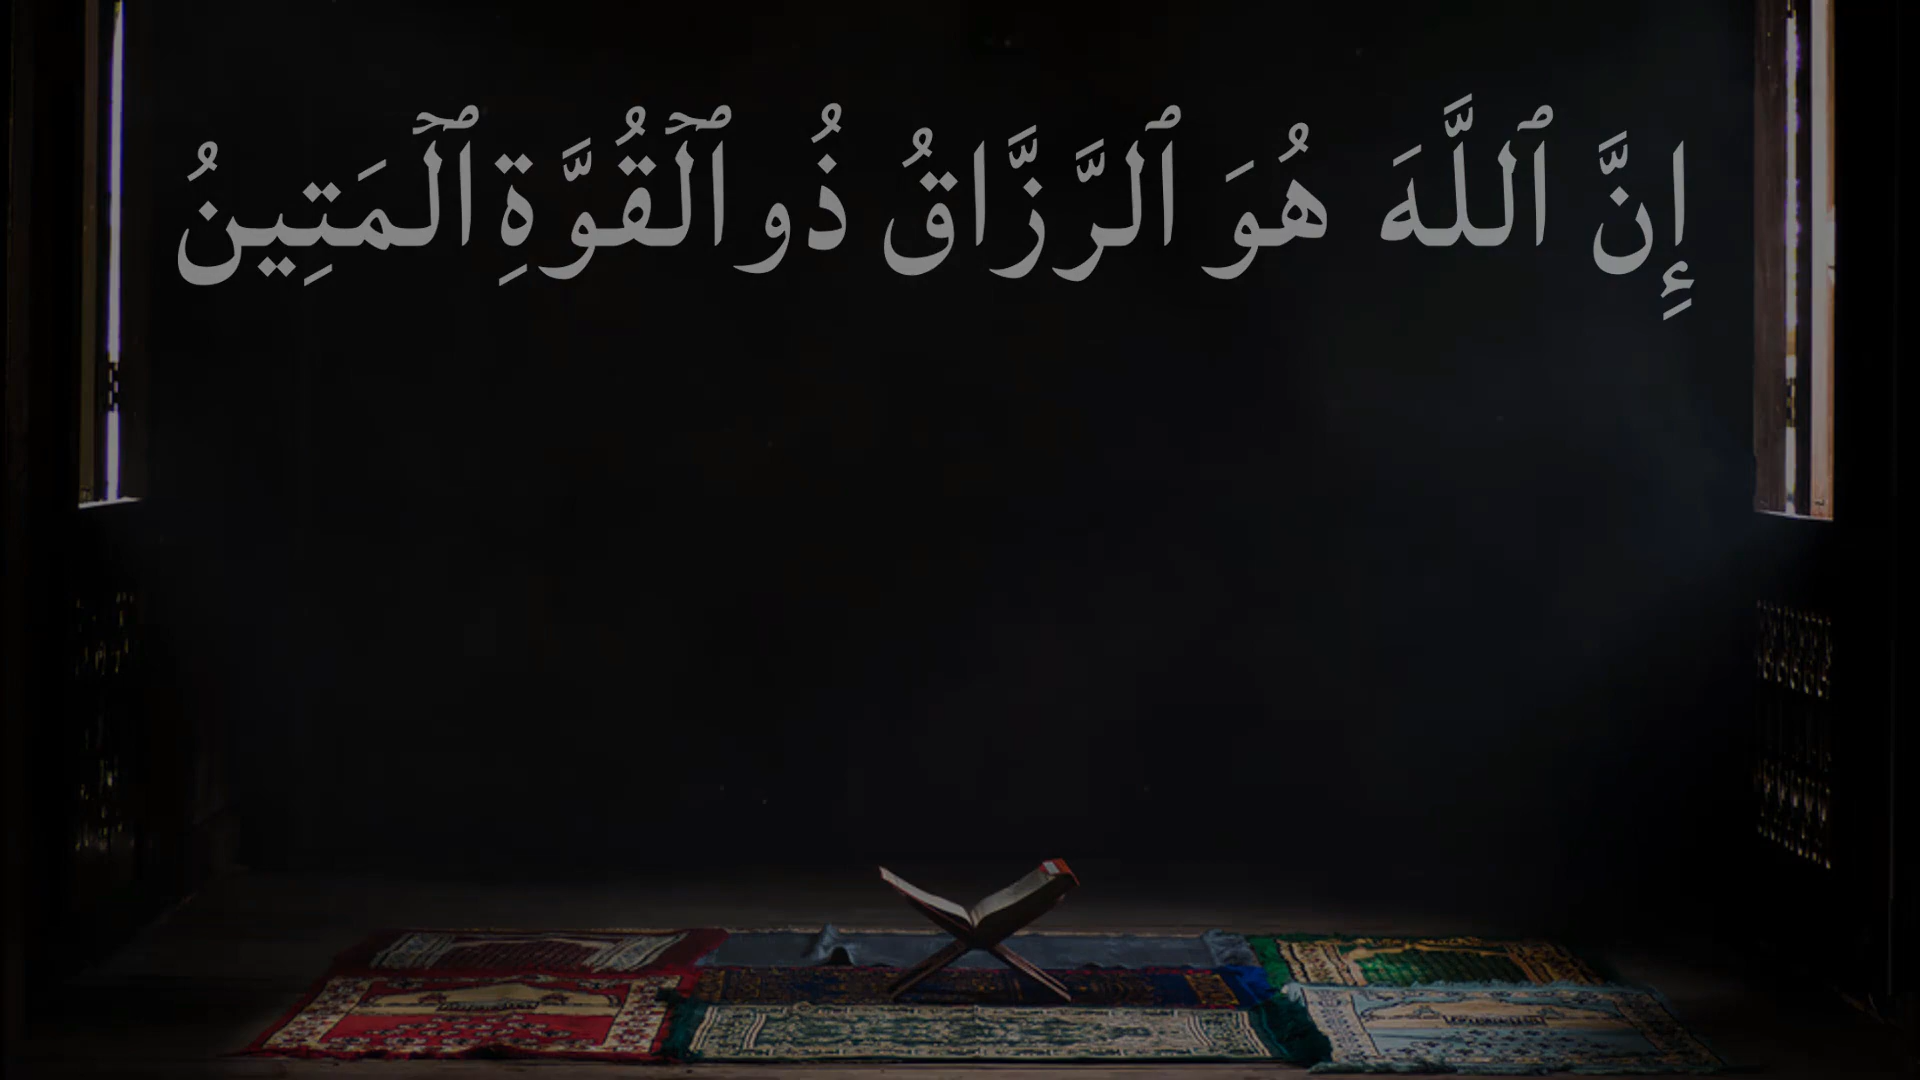 إِنَّ ٱللَّهَ هُوَ ٱلرَّزَّاقُ ذُو ٱلۡقُوَّةِ ٱلۡمَتِينُ